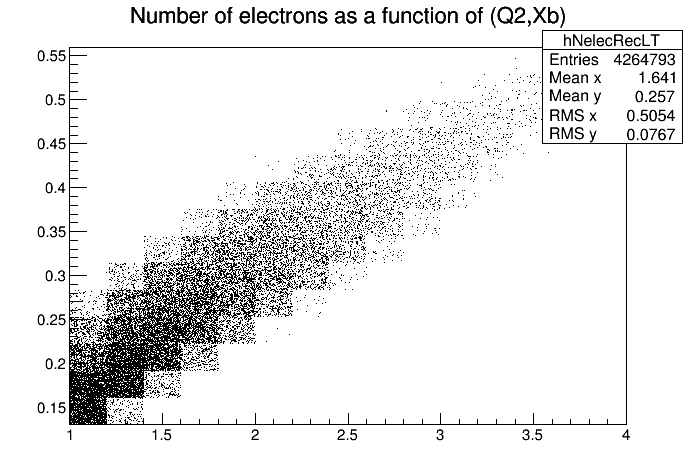 Number of electrons as a function of (Q2,Xb)
hNelecRecLT
Entries 4264793
Mean x 1.641
Mean y 0.257
RMS x 0.5054
RMS y 0.0767
0.55
0.5
0.45
0.4
0.35
0.3
0.25
0.2
0.15
1 1.5 2 2.5 3 3.5 4